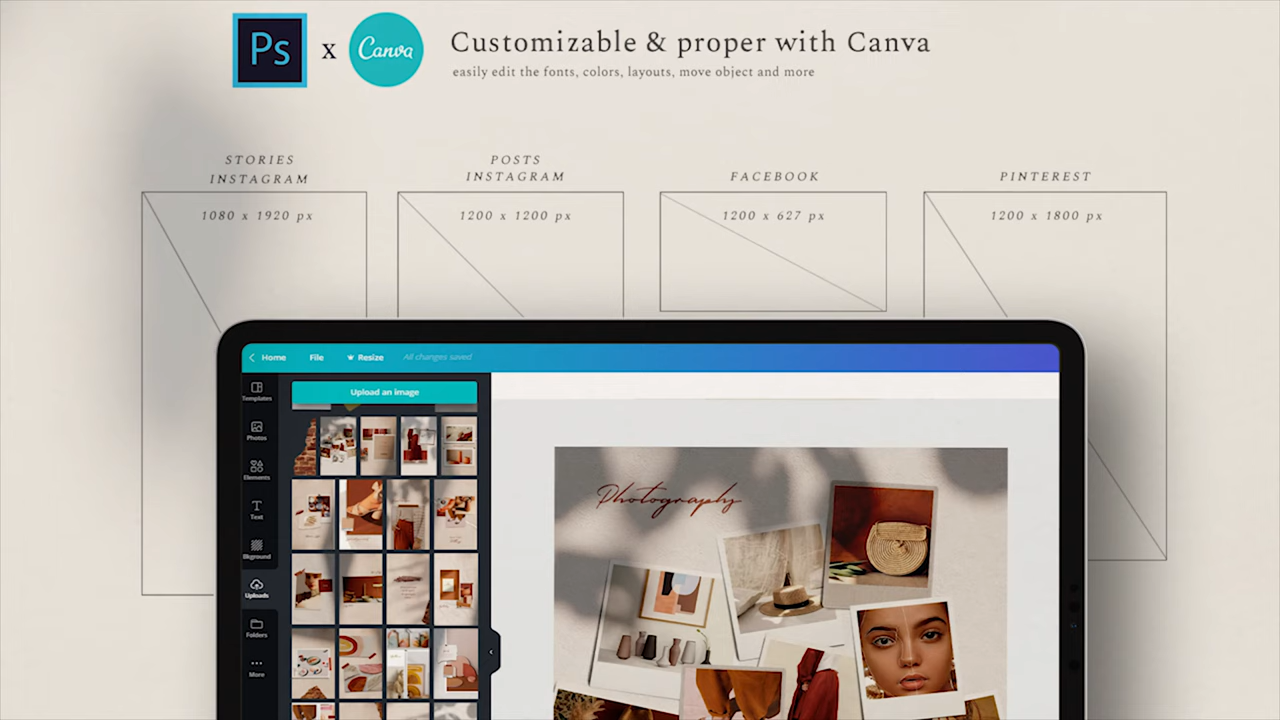 Ps x Canva
Customizable & proper with Canva
easily edit the fonts, colors, layouts, move object and more
STORIES
INSTAGRAM
1080 x 1920 px
POSTS
INSTAGRAM
1200 x 1200 px
FACEBOOK
1200 x 627 px
PINTEREST
1200 x 1800 px
Home File Resize All changes saved
Templates
Photos
Elements
Text
Bkground
Uploads
Folders
More
Upload an image
Photography